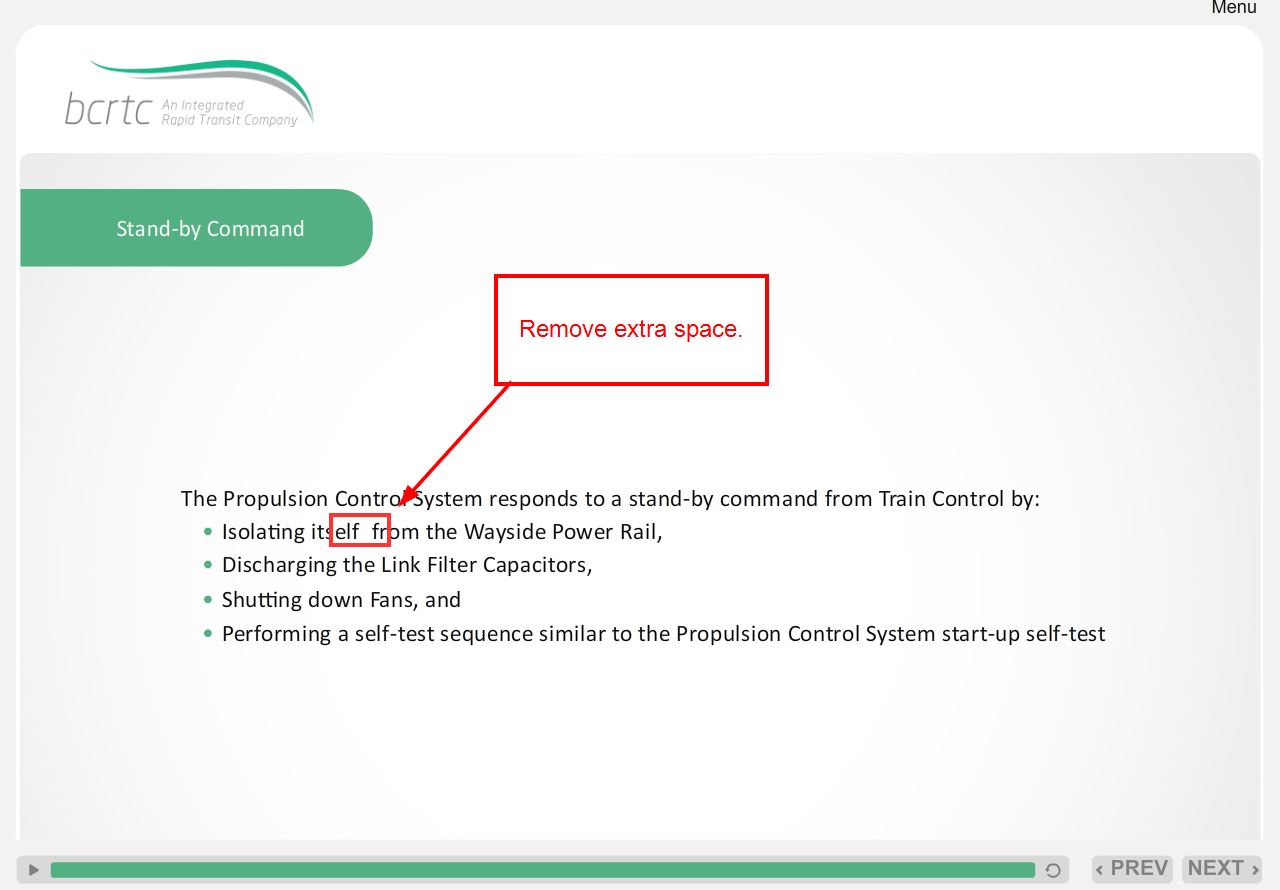 Menu
bcrtc An Integrated
Rapid Transit Company
Stand-by Command
Remove extra space.
The Propulsion Control System responds to a stand-by command from Train Control by:
• Isolating itself  from the Wayside Power Rail,
• Discharging the Link Filter Capacitors,
• Shutting down Fans, and
• Performing a self-test sequence similar to the Propulsion Control System start-up self-test
‹ PREV NEXT ›